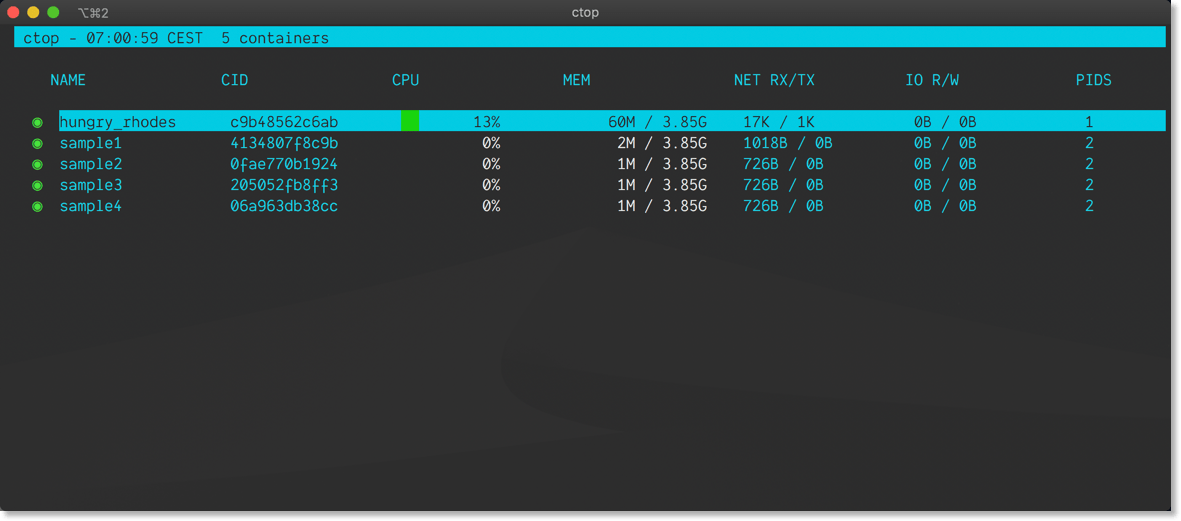 ⌥⌘2 ctop
ctop - 07:00:59 CEST 5 containers
NAME CID CPU MEM NET RX/TX IO R/W PIDS
hungry_rhodes c9b48562c6ab 13% 60M / 3.85G 17K / 1K 0B / 0B 1
sample1 4134807f8c9b 0% 2M / 3.85G 1018B / 0B 0B / 0B 2
sample2 0fae770b1924 0% 1M / 3.85G 726B / 0B 0B / 0B 2
sample3 205052fb8ff3 0% 1M / 3.85G 726B / 0B 0B / 0B 2
sample4 06a963db38cc 0% 1M / 3.85G 726B / 0B 0B / 0B 2